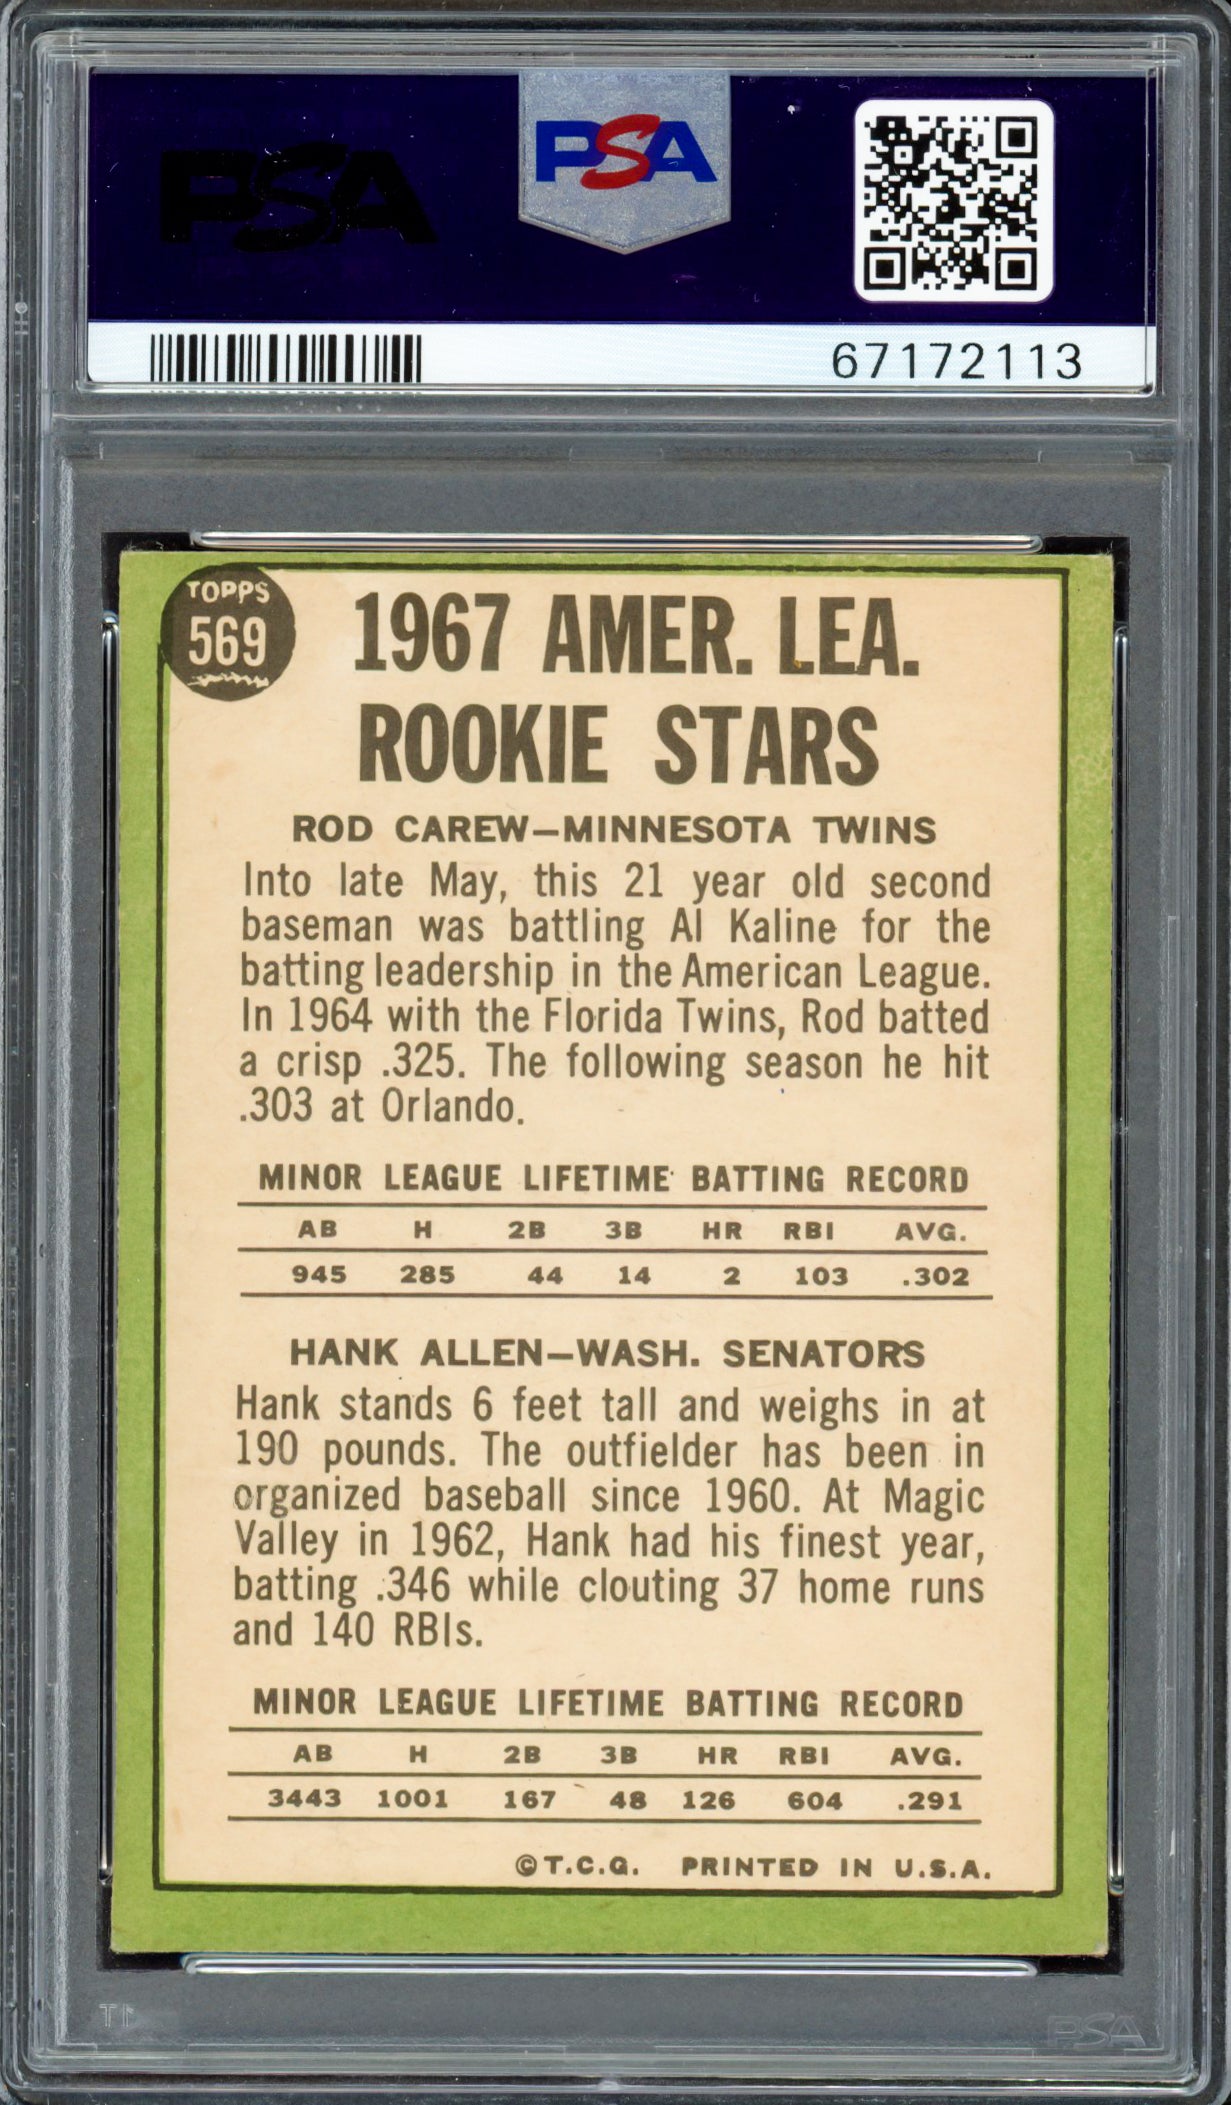 PSA
PSA
67172113
TOPPS
569
1967 AMER. LEA.
ROOKIE STARS
ROD CAREW—MINNESOTA TWINS
Into late May, this 21 year old second
baseman was battling Al Kaline for the
batting leadership in the American League.
In 1964 with the Florida Twins, Rod batted
a crisp .325. The following season he hit
.303 at Orlando.
MINOR LEAGUE LIFETIME BATTING RECORD
AB H 2B 3B HR RBI AVG.
945 285 44 14 2 103 .302
HANK ALLEN—WASH. SENATORS
Hank stands 6 feet tall and weighs in at
190 pounds. The outfielder has been in
organized baseball since 1960. At Magic
Valley in 1962, Hank had his finest year,
batting .346 while clouting 37 home runs
and 140 RBIs.
MINOR LEAGUE LIFETIME BATTING RECORD
AB H 2B 3B HR RBI AVG.
3443 1001 167 48 126 604 .291
©T.C.G. PRINTED IN U.S.A.
PSA